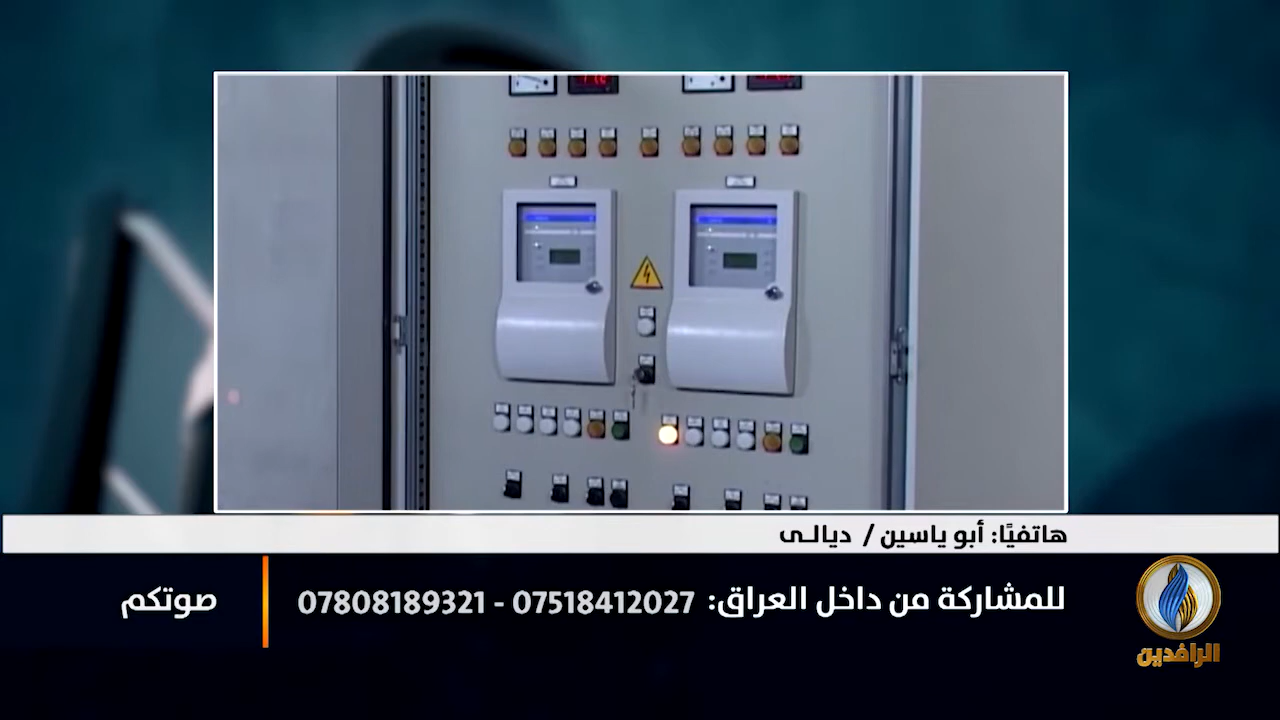 هاتفيًا: أبو ياسين / ديالى
للمشاركة من داخل العراق: 07518412027 - 07808189321
صوتكم
الرافدين